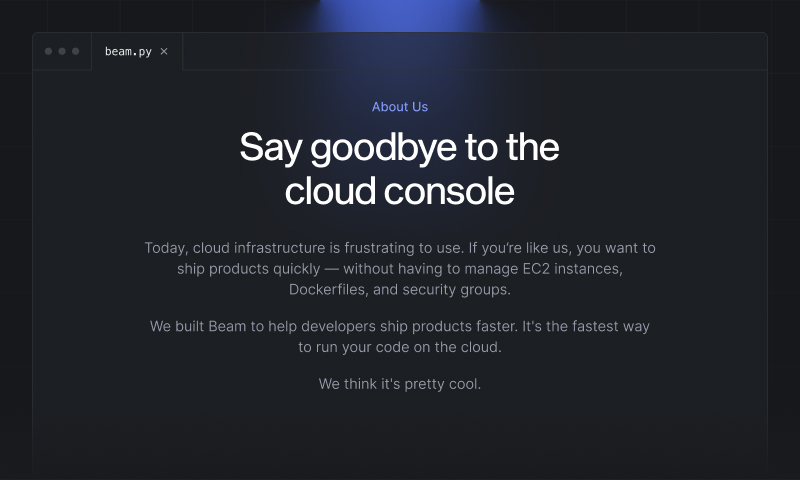 beam.py ×
About Us
Say goodbye to the
cloud console
Today, cloud infrastructure is frustrating to use. If you’re like us, you want to
ship products quickly — without having to manage EC2 instances,
Dockerfiles, and security groups.
We built Beam to help developers ship products faster. It's the fastest way
to run your code on the cloud.
We think it's pretty cool.